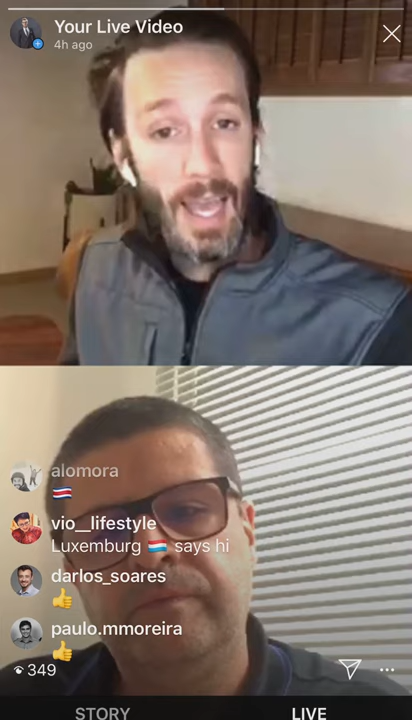 Your Live Video
4h ago
alomora
🇨🇷
vio__lifestyle
Luxemburg 🇱🇺 says hi
darlos_soares
👍
paulo.mmoreira
👍
349
STORY
LIVE